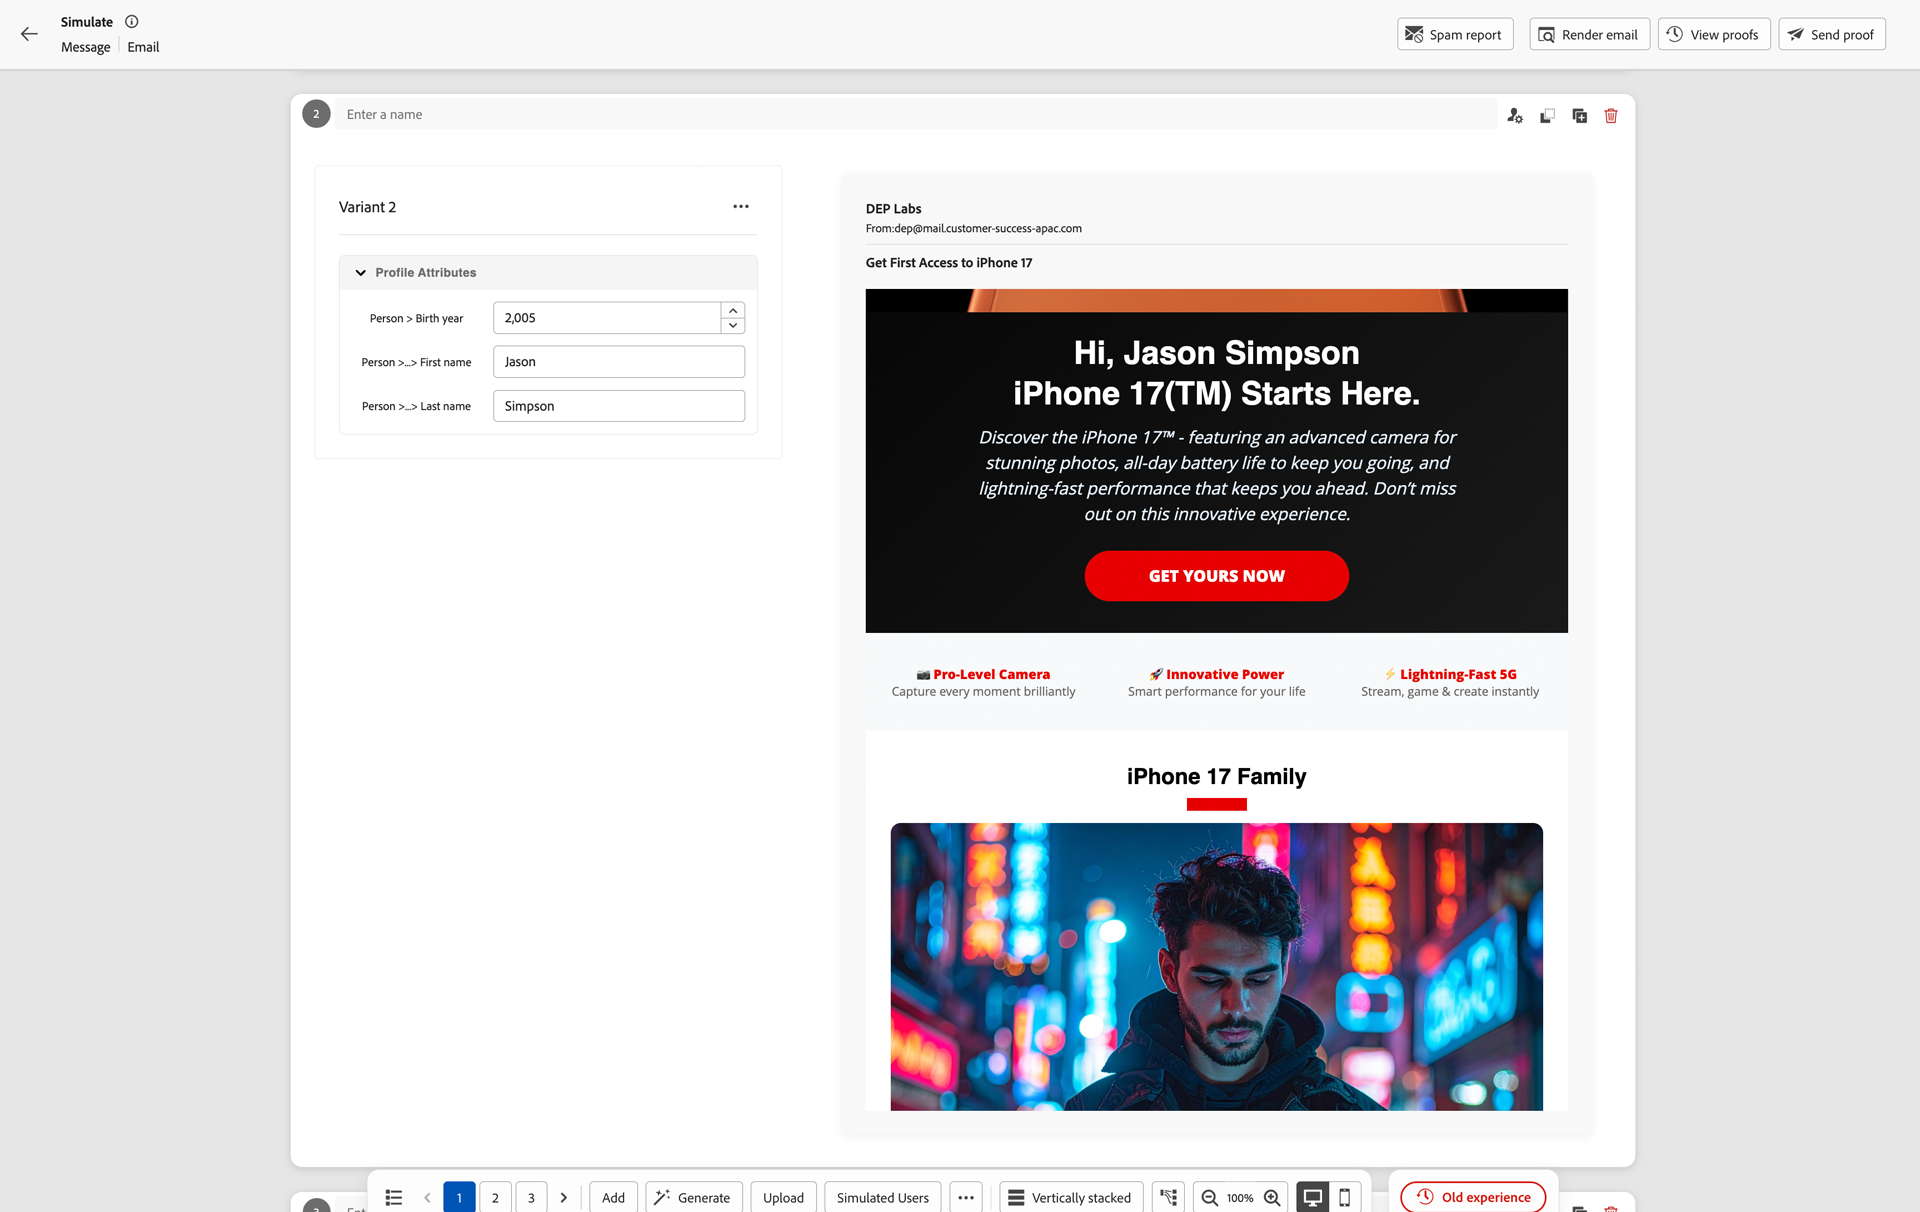 Simulate
Message Email
Spam report
Render email
View proofs
Send proof
2
Enter a name
Variant 2
Profile Attributes
Person > Birth year
2,005
Person >...> First name
Jason
Person >...> Last name
Simpson
DEP Labs
From:dep@mail.customer-success-apac.com
Get First Access to iPhone 17
Hi, Jason Simpson
iPhone 17(TM) Starts Here.
Discover the iPhone 17™ - featuring an advanced camera for
stunning photos, all-day battery life to keep you going, and
lightning-fast performance that keeps you ahead. Don’t miss
out on this innovative experience.
GET YOURS NOW
📷 Pro-Level Camera
Capture every moment brilliantly
🚀 Innovative Power
Smart performance for your life
⚡ Lightning-Fast 5G
Stream, game & create instantly
iPhone 17 Family
1
2
3
Add
Generate
Upload
Simulated Users
Vertically stacked
100%
Old experience